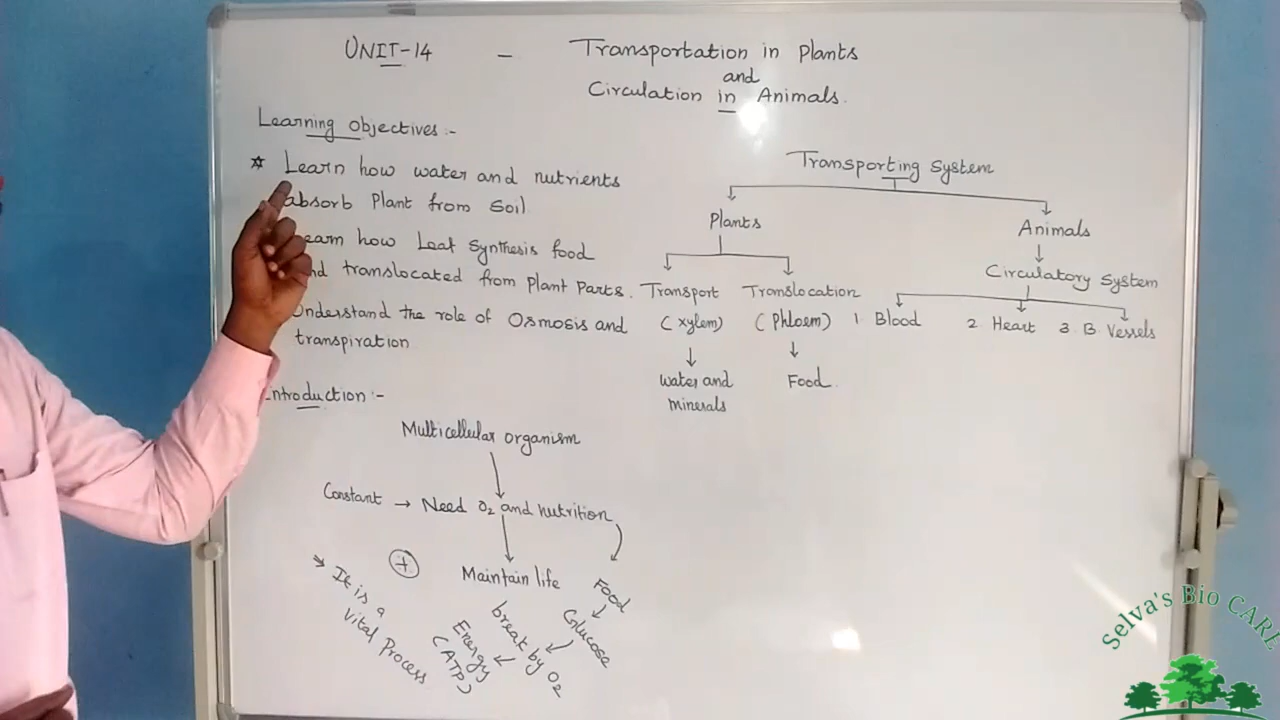 UNIT-14 - Transportation in Plants
and
Circulation in Animals.
Learning Objectives:-
☆ Learn how water and nutrients
absorb Plant from Soil
earn how Leaf Synthesis food
nd translocated from Plant Parts.
Understand the role of Osmosis and
transpiration
Transporting System
Plants
Animals
Circulatory System
Transport
(xylem)
Water and
minerals
Translocation
(Phloem)
Food.
1 Blood
2 Heart
3. B. Vessels
Introduction:-
Multicellular organism
Constant → Need O2 and nutrition
Maintain life
Food
Glucose
break by O2
Energy
(ATP)
+
→ It is a
Vital Process
Selva's Bio CARE